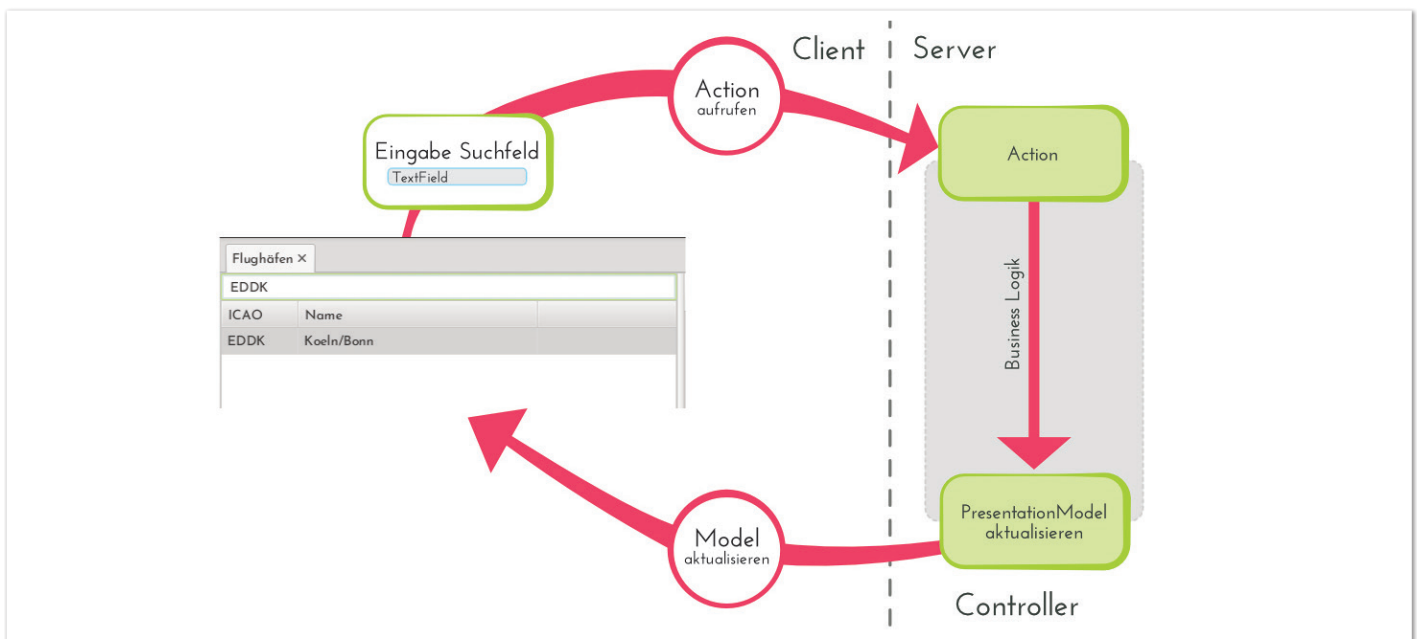 Client
Server
Action
aufrufen
Eingabe Suchfeld
TextField
Action
Flughäfen ×
EDDK
ICAO Name
EDDK Koeln/Bonn
Business Logik
PresentationModel
aktualisieren
Model
aktualisieren
Controller